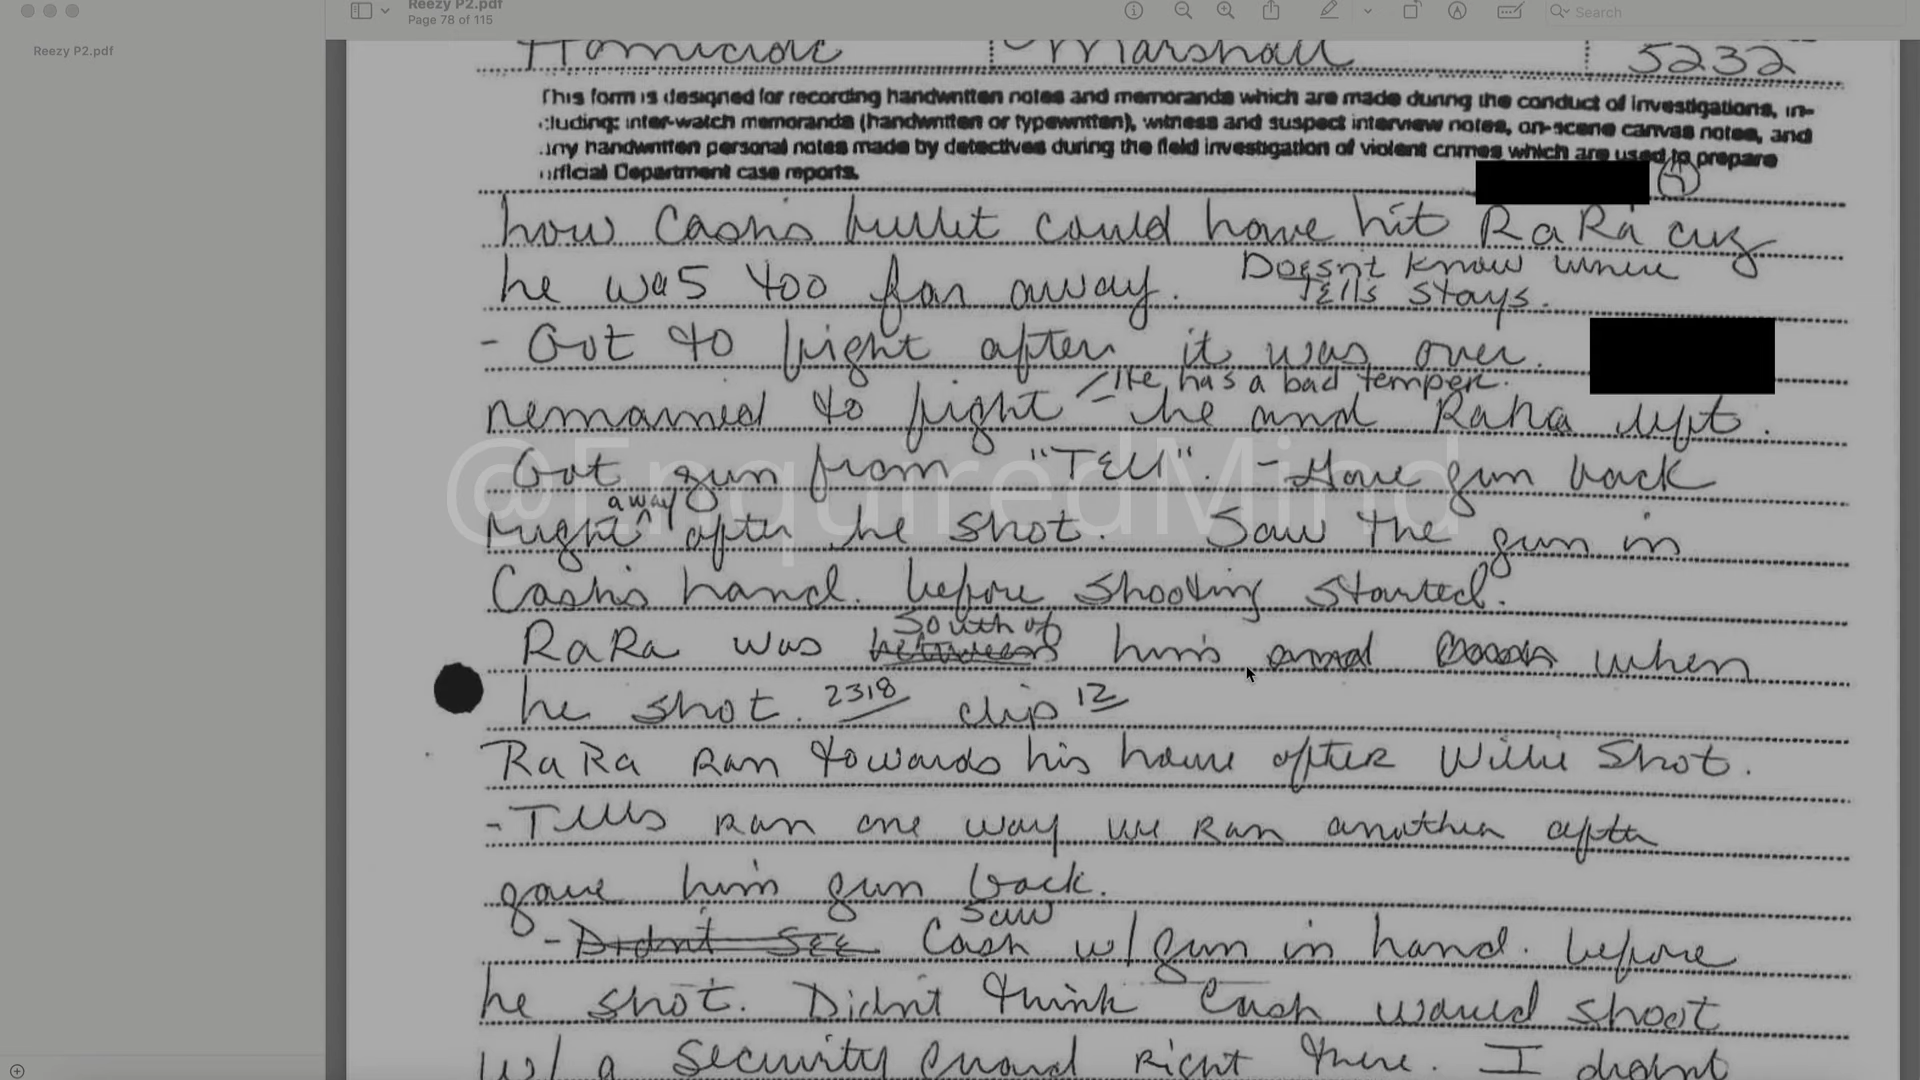 Reezy P2.pdf
Page 78 of 115
Search
Reezy P2.pdf
Homicide Marshall 5232
This form is designed for recording handwritten notes and memoranda which are made during the conduct of investigations, in-
cluding: inter-watch memoranda (handwritten or typewritten), witness and suspect interview notes, on-scene canvas notes, and
any handwritten personal notes made by detectives during the field investigation of violent crimes which are used to prepare
official Department case reports.
how Cash's bullet could have hit RaRa cuz
he was too far away. Doesn't know where
Tells stays.
- Got to fight after it was over.
He has a bad temper.
remained to fight - he and RaRa left.
Got gun from "Tell". - Gave gun back
right away after he shot. Saw the gun in
Cash's hand. before shooting started.
RaRa was between south of him and when
he shot. 2318 clip 12
RaRa ran towards his house after Willie shot.
- Tells ran one way we ran another after
gave him gun back.
- Didn't see saw Cash w/ gun in hand. before
he shot. Didn't think Cash would shoot
w/ a security guard right there. I didn't
@EnquiredMind